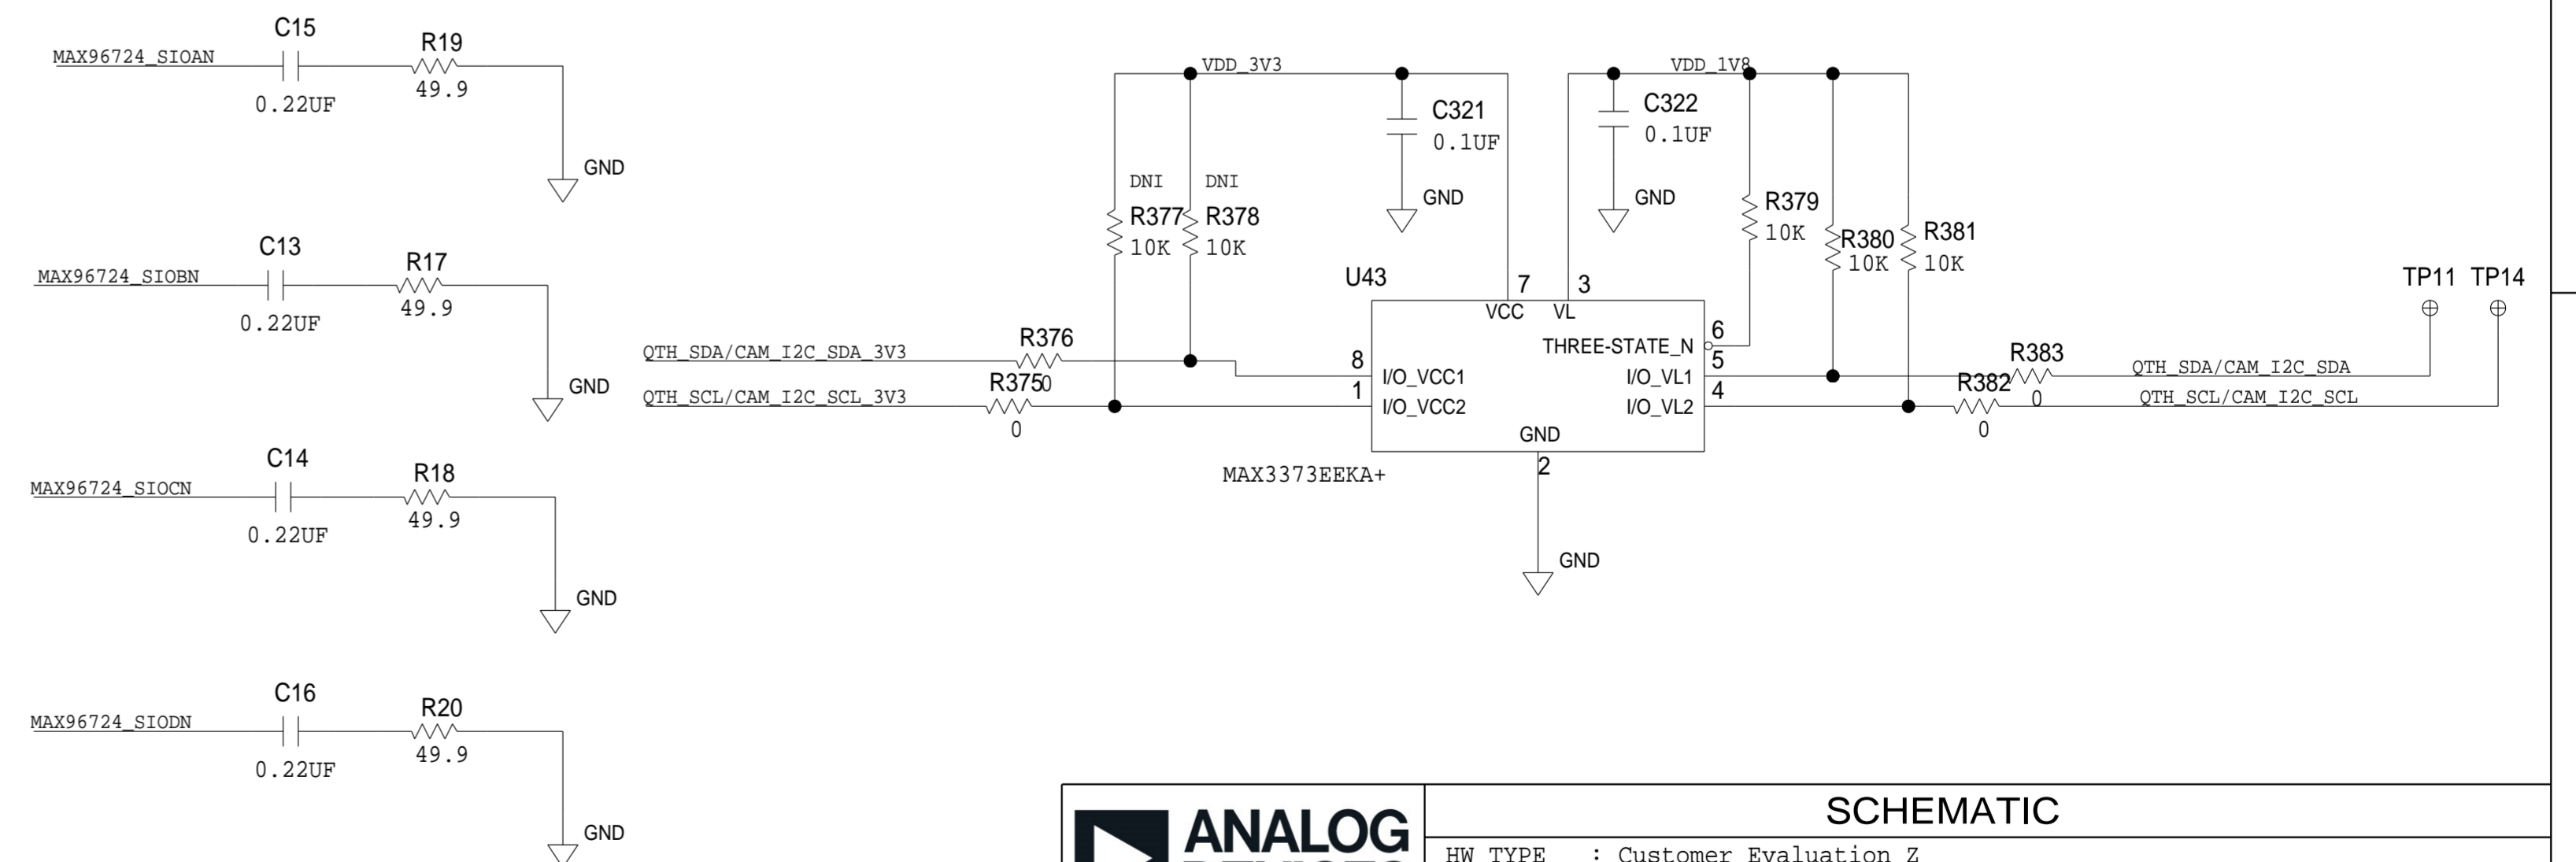 C15
R19
MAX96724_SIOAN
49.9
0.22UF
GND
C13
R17
MAX96724_SIOBN
49.9
0.22UF
GND
C14
R18
MAX96724_SIOCN
49.9
0.22UF
GND
C16
R20
MAX96724_SIODN
49.9
0.22UF
GND
VDD_3V3
VDD_1V8
C321
0.1UF
C322
0.1UF
GND
GND
DNI
DNI
R377
10K
R378
10K
R379
10K
R380
10K
R381
10K
U43
7
3
VCC
VL
THREE-STATE_N
6
QTH_SDA/CAM_I2C_SDA_3V3
R376
0
8
I/O_VCC1
I/O_VL1
5
QTH_SCL/CAM_I2C_SCL_3V3
R375
0
1
I/O_VCC2
I/O_VL2
4
GND
2
MAX3373EEKA+
GND
R383
0
QTH_SDA/CAM_I2C_SDA
R382
0
QTH_SCL/CAM_I2C_SCL
TP11
TP14
ANALOG
DEVICES
SCHEMATIC
HW TYPE : Customer Evaluation Z